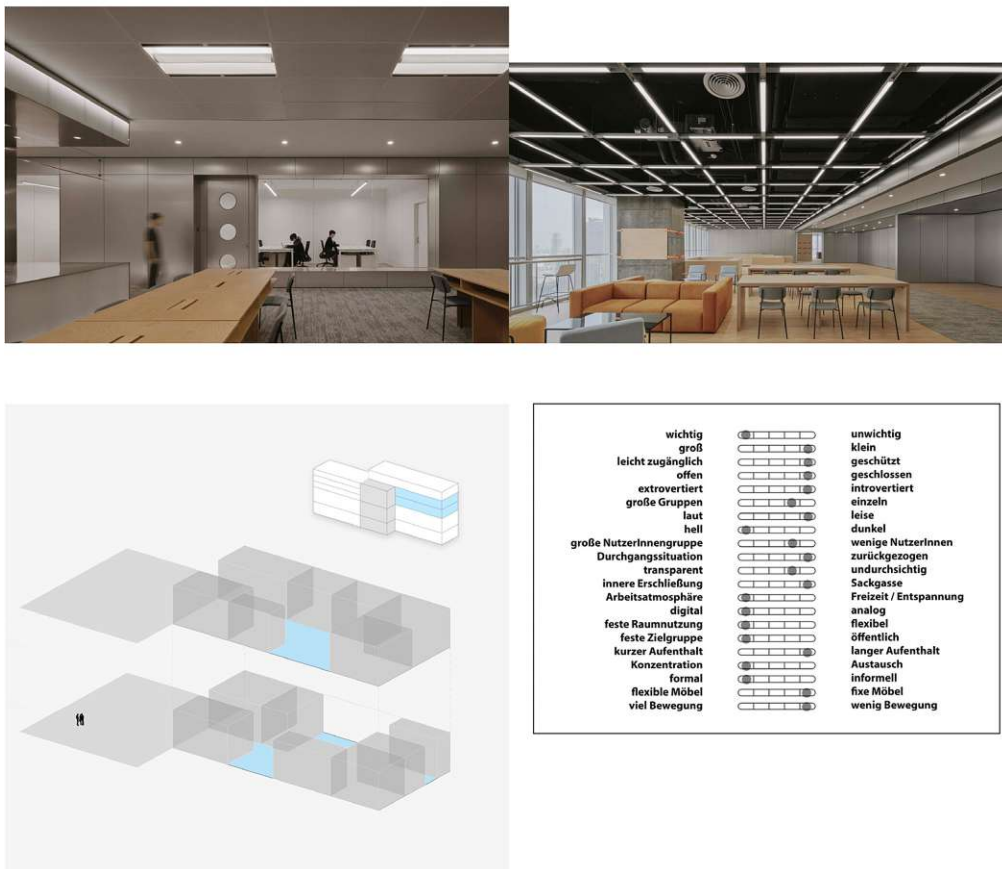 wichtig unwichtig
groß klein
leicht zugänglich geschützt
offen geschlossen
extrovertiert introvertiert
große Gruppen einzeln
laut leise
hell dunkel
große NutzerInnengruppe wenige NutzerInnen
Durchgangssituation zurückgezogen
transparent undurchsichtig
innere Erschließung Sackgasse
Arbeitsatmosphäre Freizeit / Entspannung
digital analog
feste Raumnutzung flexibel
feste Zielgruppe öffentlich
kurzer Aufenthalt langer Aufenthalt
Konzentration Austausch
formal informell
flexible Möbel fixe Möbel
viel Bewegung wenig Bewegung